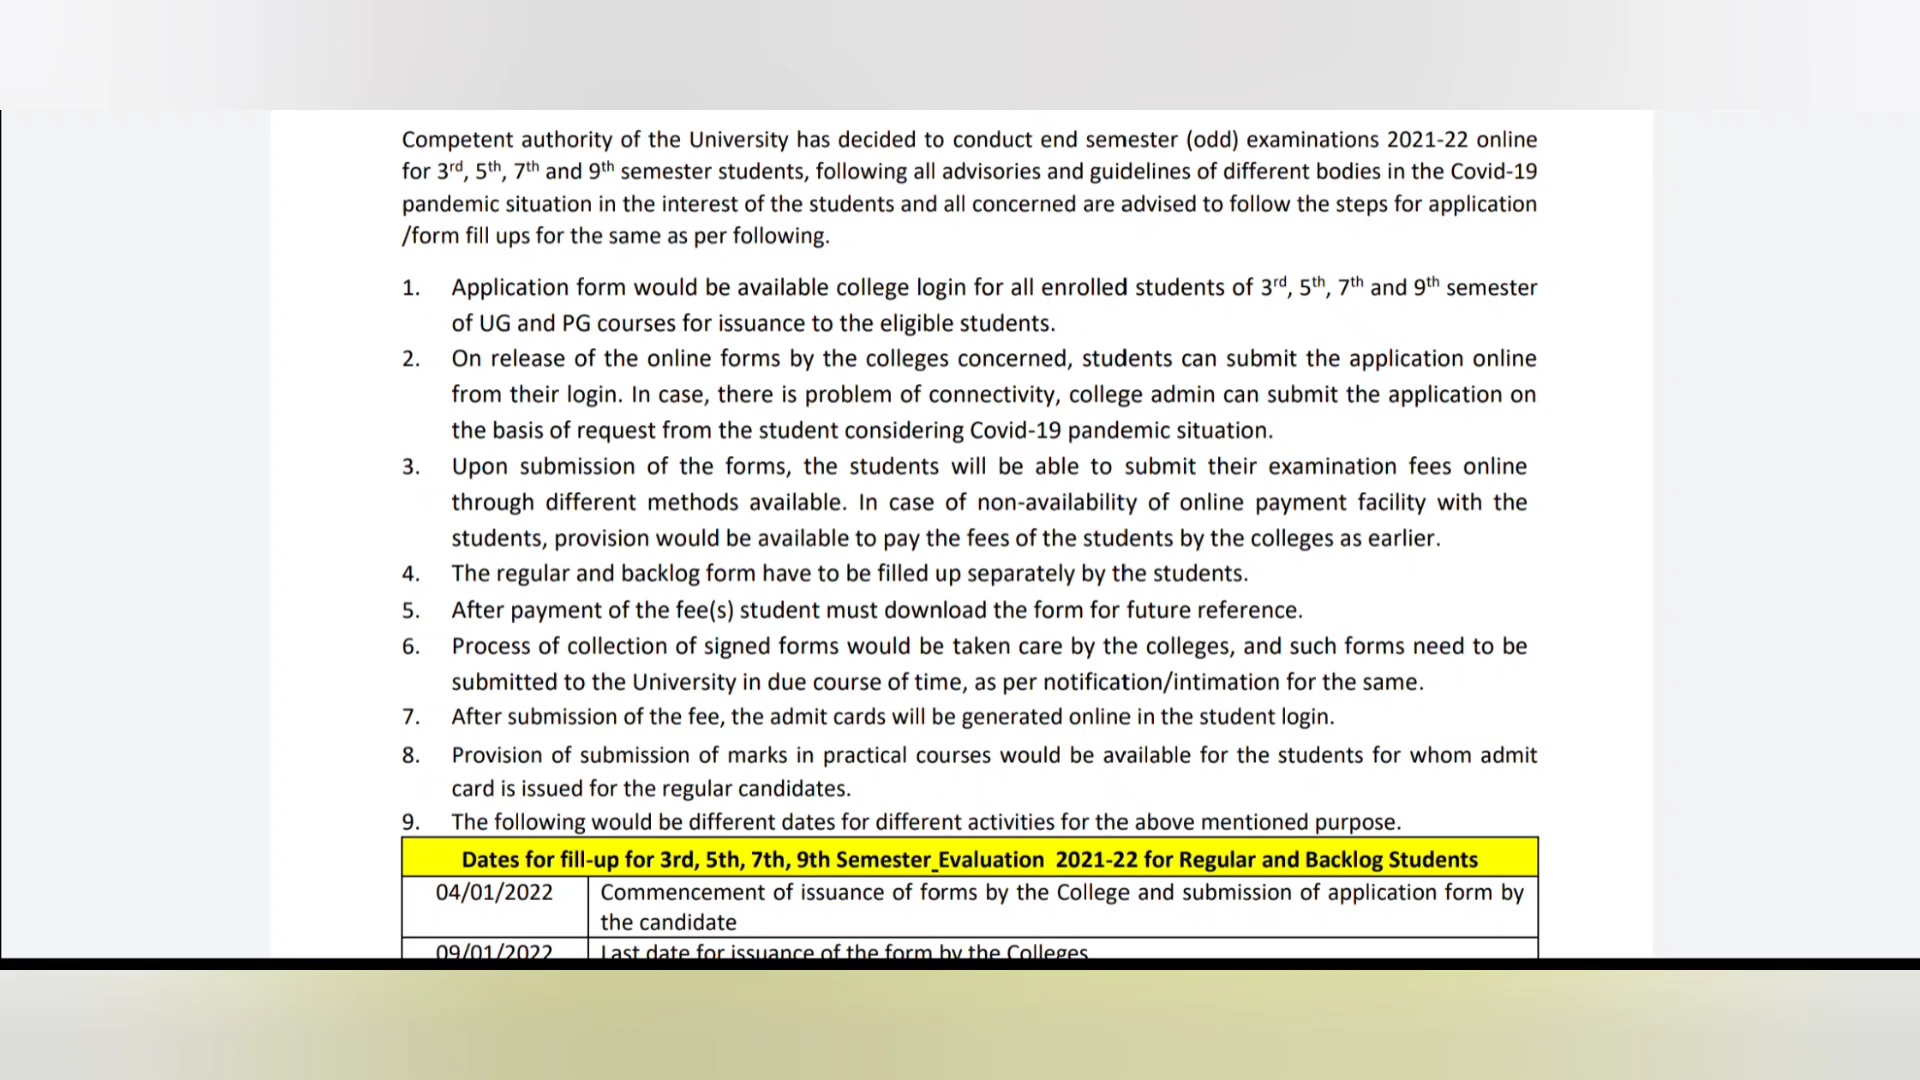 Competent authority of the University has decided to conduct end semester (odd) examinations 2021-22 online
for 3rd, 5th, 7th and 9th semester students, following all advisories and guidelines of different bodies in the Covid-19
pandemic situation in the interest of the students and all concerned are advised to follow the steps for application
/form fill ups for the same as per following.
1. Application form would be available college login for all enrolled students of 3rd, 5th, 7th and 9th semester
of UG and PG courses for issuance to the eligible students.
2. On release of the online forms by the colleges concerned, students can submit the application online
from their login. In case, there is problem of connectivity, college admin can submit the application on
the basis of request from the student considering Covid-19 pandemic situation.
3. Upon submission of the forms, the students will be able to submit their examination fees online
through different methods available. In case of non-availability of online payment facility with the
students, provision would be available to pay the fees of the students by the colleges as earlier.
4. The regular and backlog form have to be filled up separately by the students.
5. After payment of the fee(s) student must download the form for future reference.
6. Process of collection of signed forms would be taken care by the colleges, and such forms need to be
submitted to the University in due course of time, as per notification/intimation for the same.
7. After submission of the fee, the admit cards will be generated online in the student login.
8. Provision of submission of marks in practical courses would be available for the students for whom admit
card is issued for the regular candidates.
9. The following would be different dates for different activities for the above mentioned purpose.
Dates for fill-up for 3rd, 5th, 7th, 9th Semester_Evaluation 2021-22 for Regular and Backlog Students
04/01/2022 Commencement of issuance of forms by the College and submission of application form by
the candidate
09/01/2022 Last date for issuance of the form by the Colleges